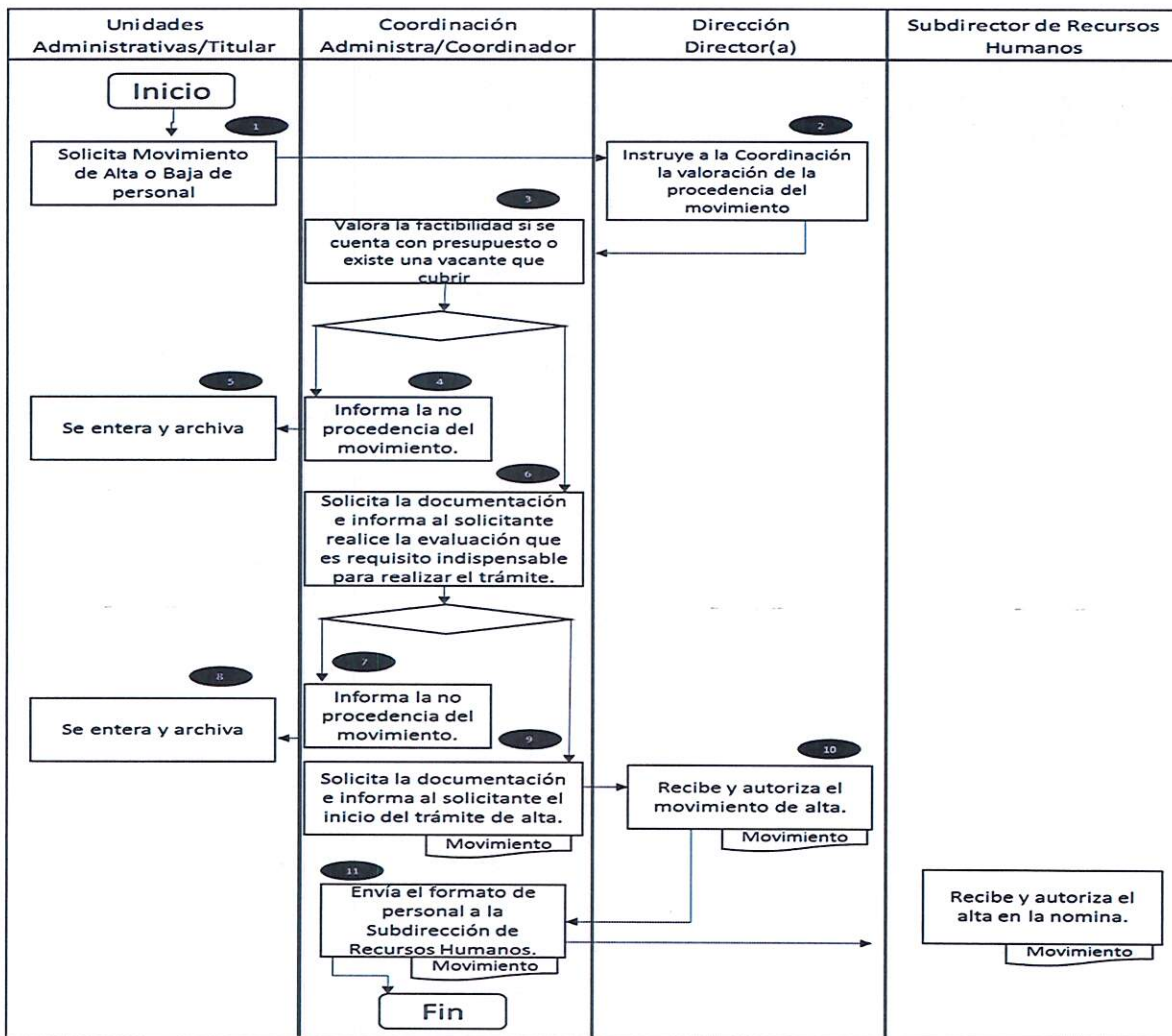 Unidades
Administrativas/Titular
Coordinación
Administra/Coordinador
Dirección
Director(a)
Subdirector de Recursos
Humanos
Inicio
1
Solicita Movimiento
de Alta o Baja de
personal
2
Instruye a la Coordinación
la valoración de la
procedencia del
movimiento
3
Valora la factibilidad si se
cuenta con presupuesto o
existe una vacante que
cubrir
4
Informa la no
procedencia del
movimiento.
5
Se entera y archiva
6
Solicita la documentación
e informa al solicitante
realice la evaluación que
es requisito indispensable
para realizar el trámite.
7
Informa la no
procedencia del
movimiento.
8
Se entera y archiva
9
Solicita la documentación
e informa al solicitante el
inicio del trámite de alta.
Movimiento
10
Recibe y autoriza el
movimiento de alta.
Movimiento
11
Envía el formato de
personal a la
Subdirección de
Recursos Humanos.
Movimiento
Recibe y autoriza el
alta en la nomina.
Movimiento
Fin